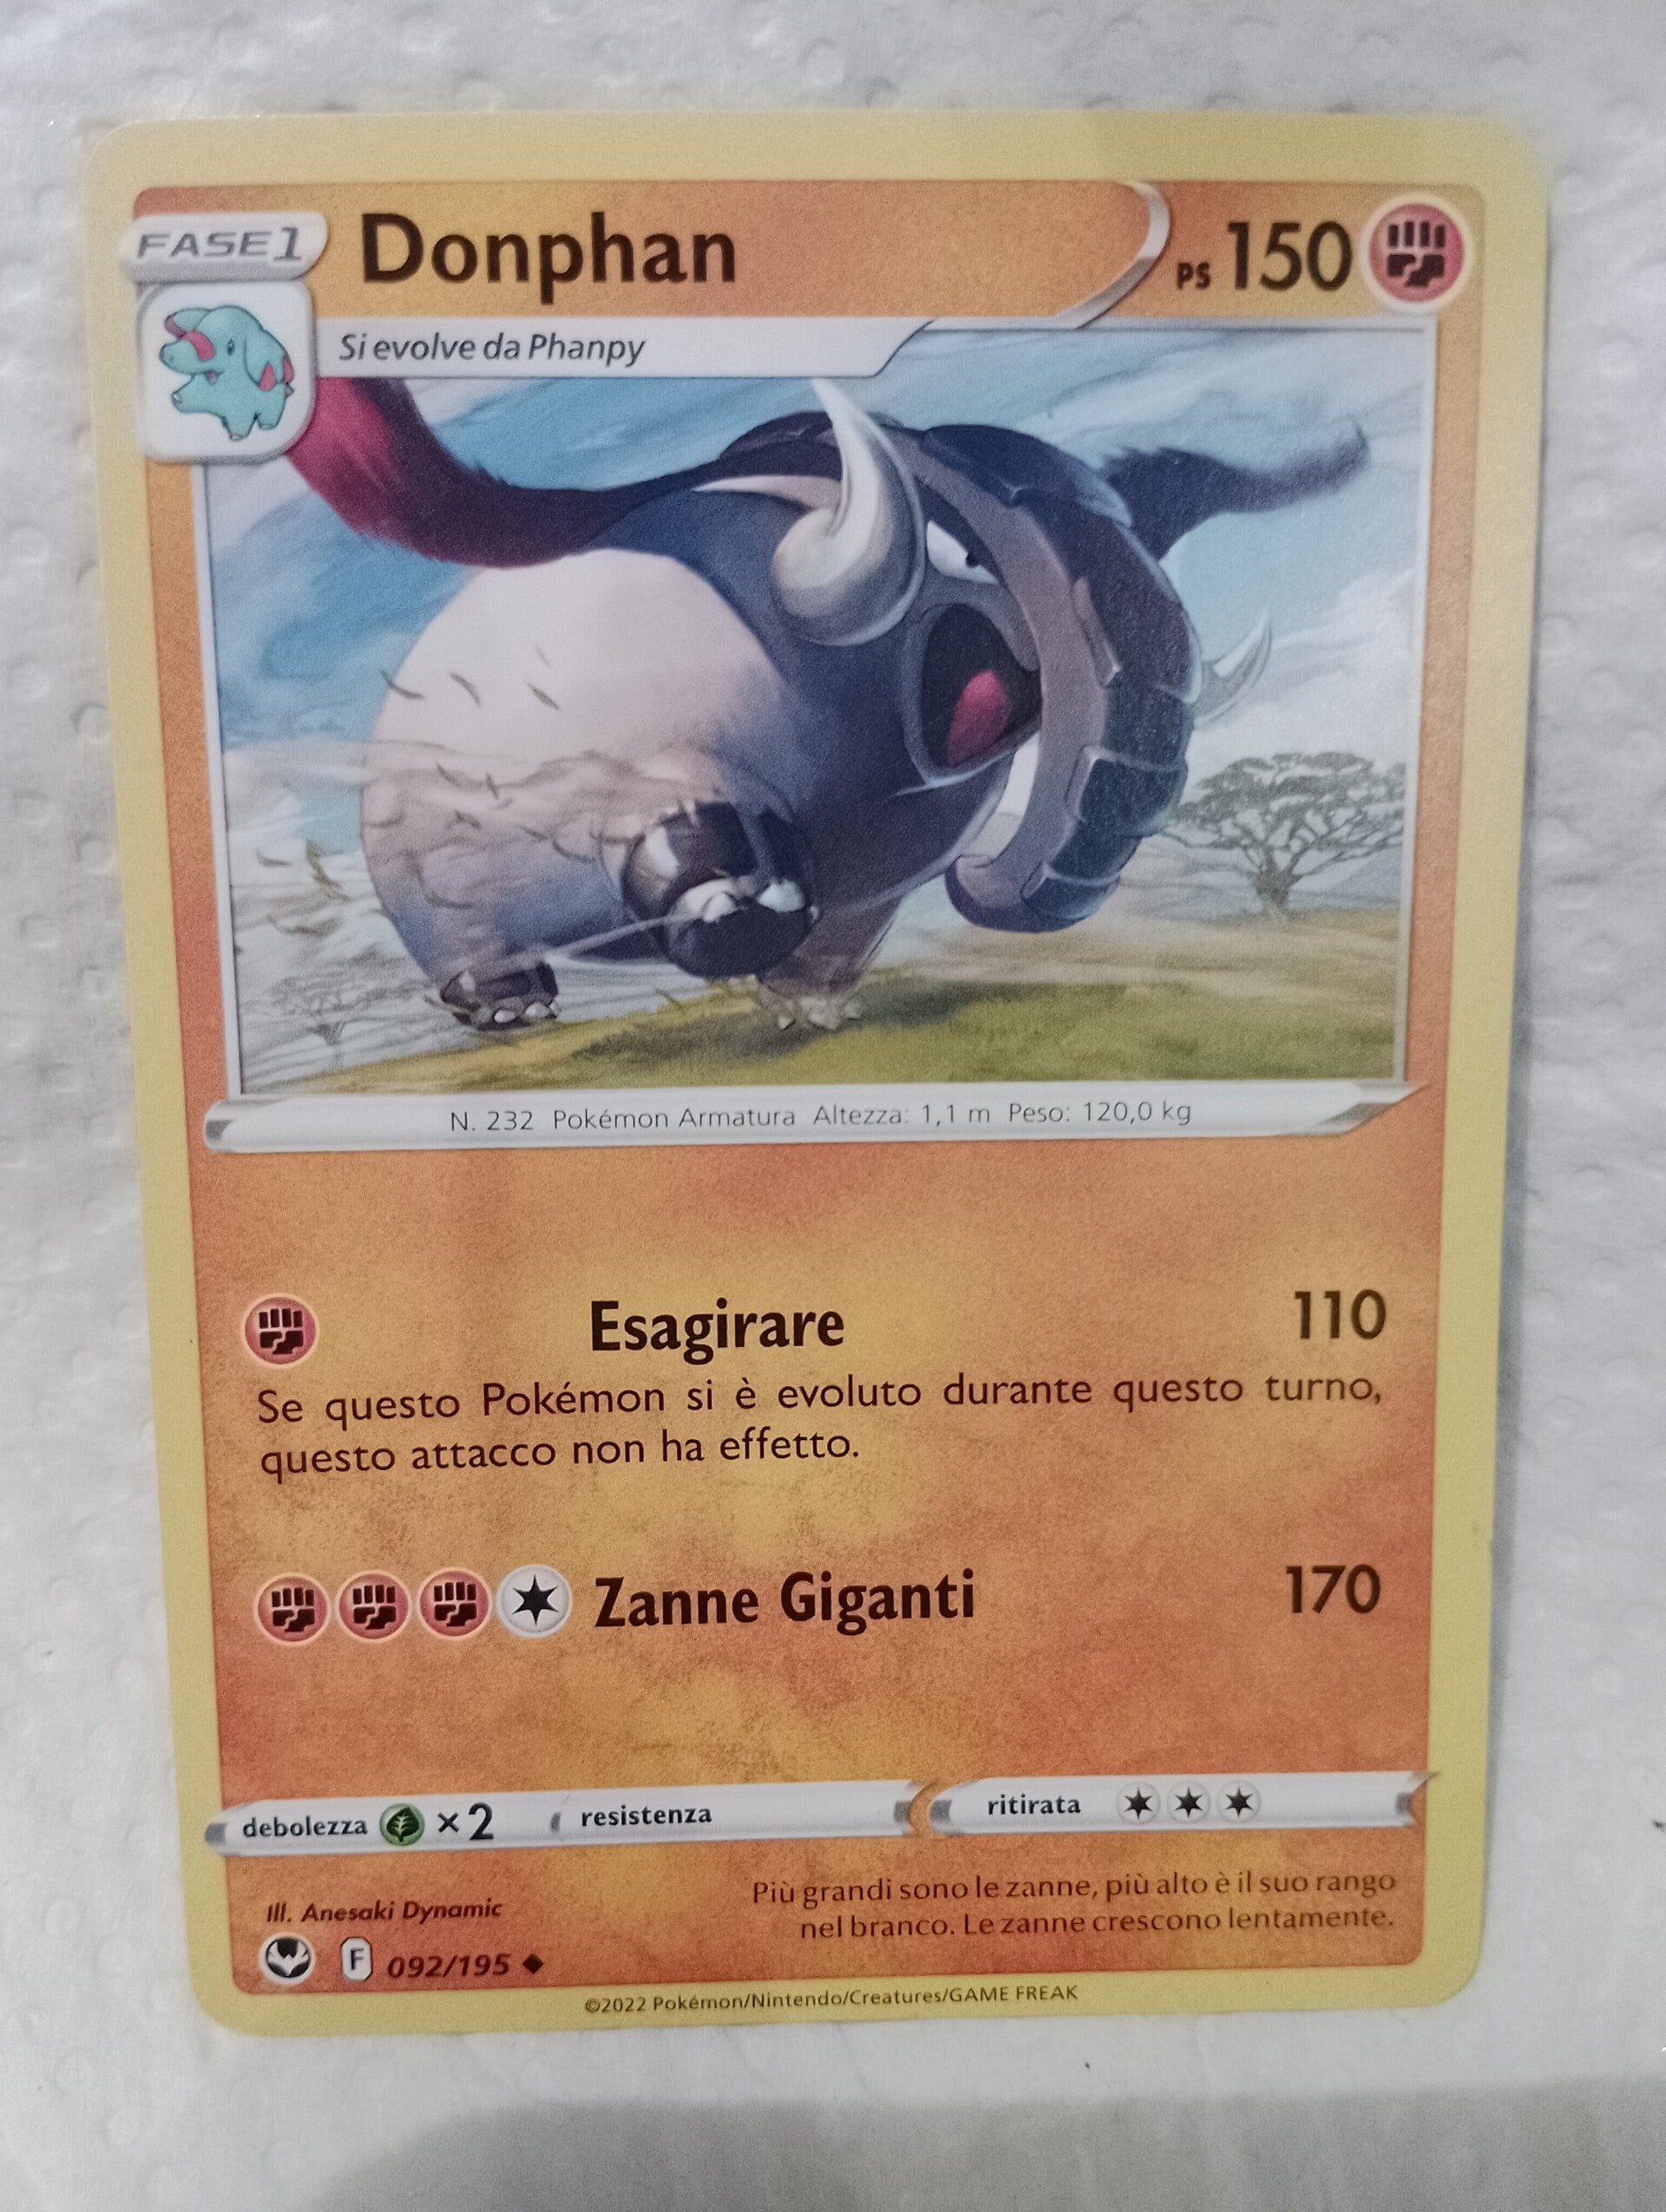 FASE 1
Donphan
PS 150
Si evolve da Phanpy
N. 232 Pokémon Armatura Altezza: 1,1 m Peso: 120,0 kg
Esagirare 110
Se questo Pokémon si è evoluto durante questo turno,
questo attacco non ha effetto.
Zanne Giganti 170
debolezza ×2 resistenza ritirata
Più grandi sono le zanne, più alto è il suo rango
nel branco. Le zanne crescono lentamente.
Ill. Anesaki Dynamic
F 092/195
©2022 Pokémon/Nintendo/Creatures/GAME FREAK